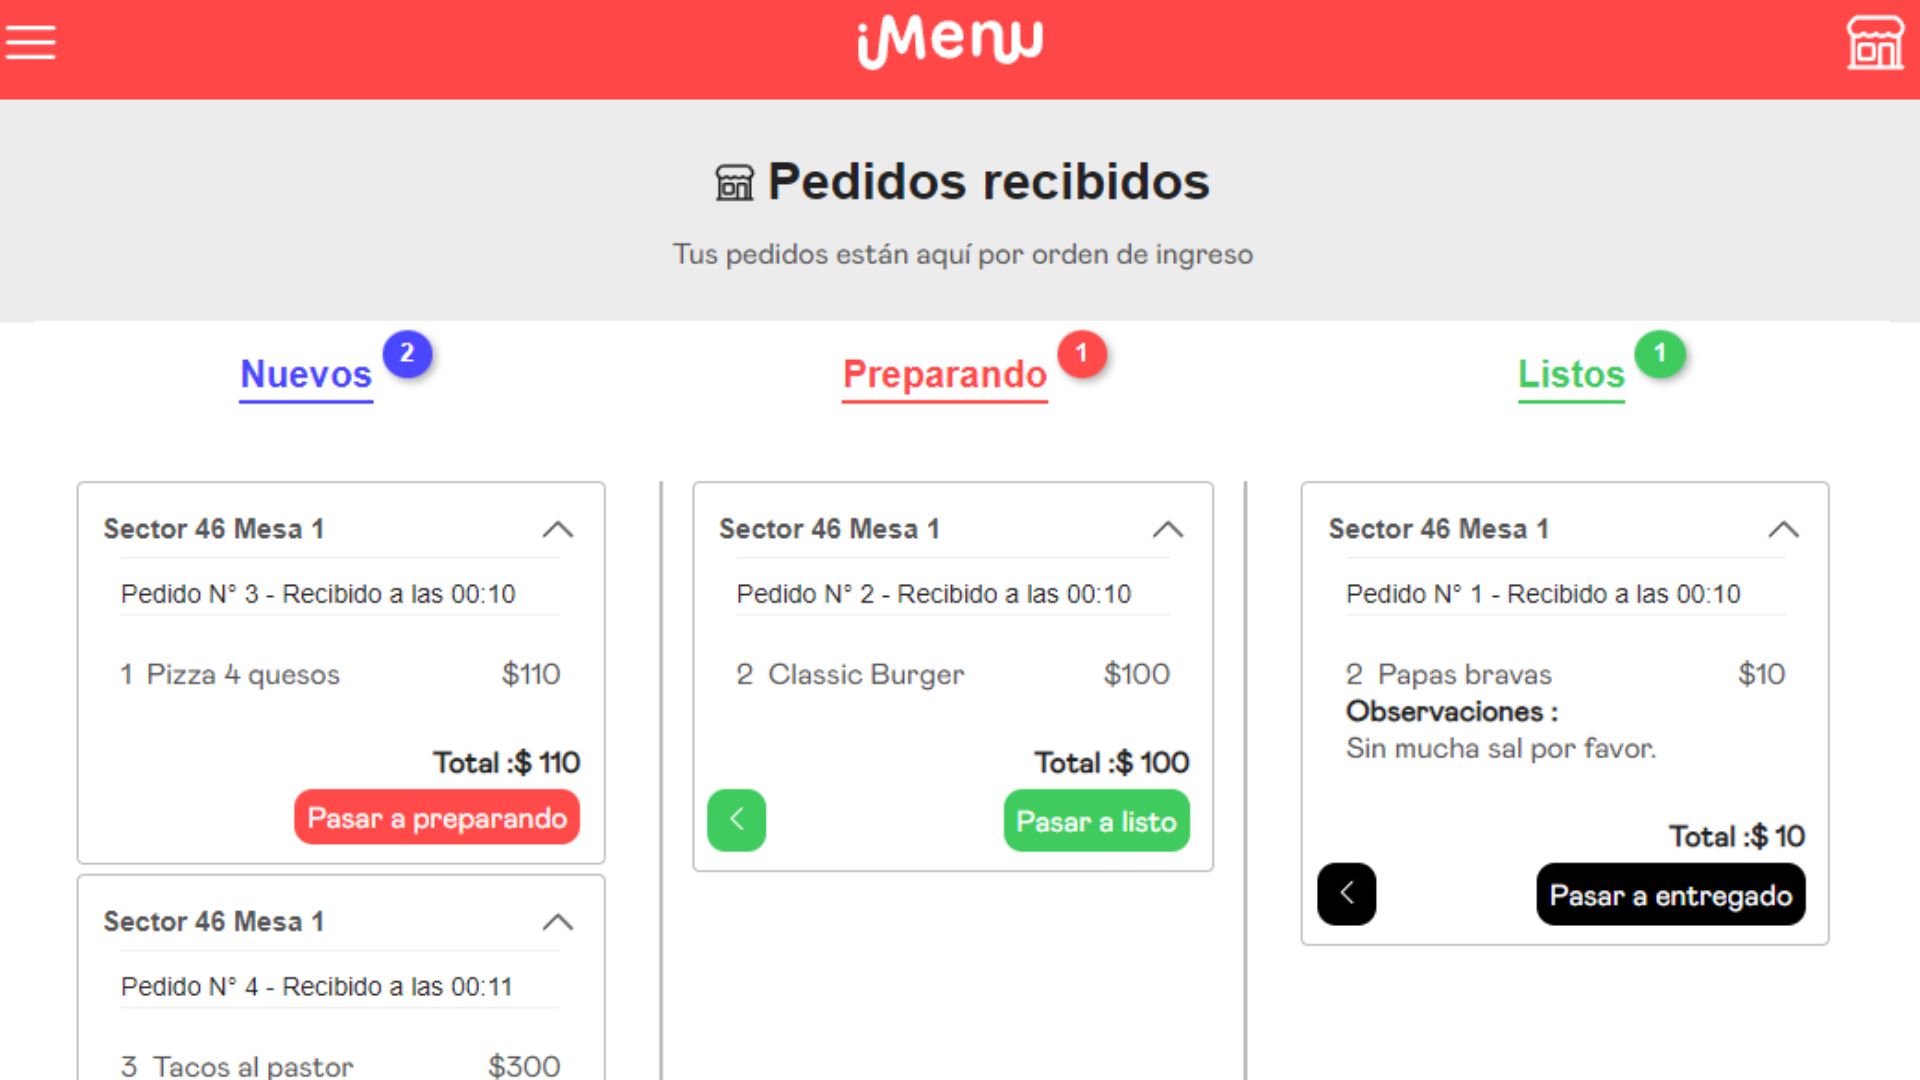 iMenu
Pedidos recibidos
Tus pedidos están aquí por orden de ingreso
Nuevos 2
Sector 46 Mesa 1
Pedido N° 3 - Recibido a las 00:10
1 Pizza 4 quesos $110
Total :$ 110
Pasar a preparando
Sector 46 Mesa 1
Pedido N° 4 - Recibido a las 00:11
3 Tacos al pastor $300
Preparando 1
Sector 46 Mesa 1
Pedido N° 2 - Recibido a las 00:10
2 Classic Burger $100
Total :$ 100
Pasar a listo
Listos 1
Sector 46 Mesa 1
Pedido N° 1 - Recibido a las 00:10
2 Papas bravas $10
Observaciones :
Sin mucha sal por favor.
Total :$ 10
Pasar a entregado